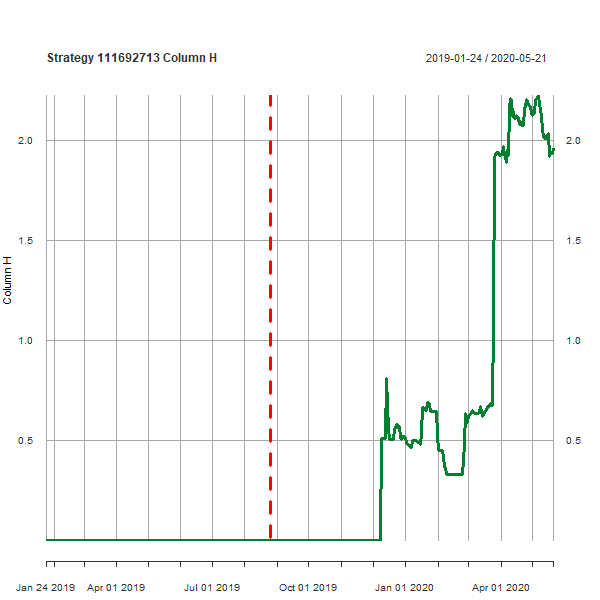 Strategy 111692713 Column H
2019-01-24 / 2020-05-21
2.0 2.0
1.5 1.5
Column H
1.0 1.0
0.5 0.5
Jan 24 2019 Apr 01 2019 Jul 01 2019 Oct 01 2019 Jan 01 2020 Apr 01 2020